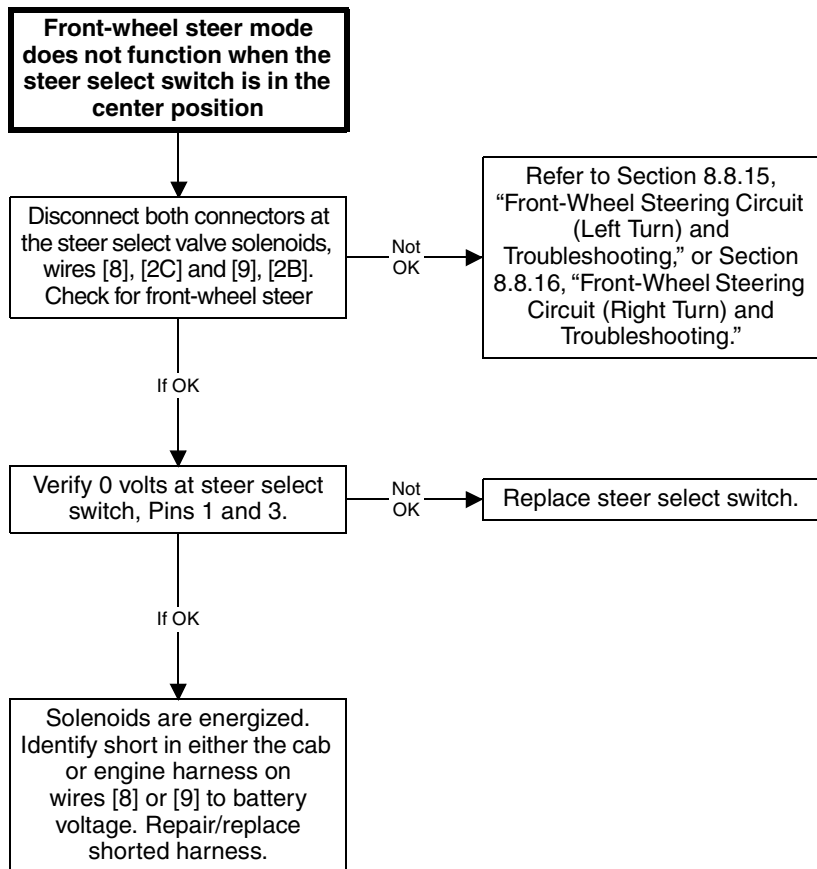 Front-wheel steer mode
does not function when the
steer select switch is in the
center position
Disconnect both connectors at
the steer select valve solenoids,
wires [8], [2C] and [9], [2B].
Check for front-wheel steer
Not
OK
Refer to Section 8.8.15,
“Front-Wheel Steering Circuit
(Left Turn) and
Troubleshooting,” or Section
8.8.16, “Front-Wheel Steering
Circuit (Right Turn) and
Troubleshooting.”
If OK
Verify 0 volts at steer select
switch, Pins 1 and 3.
Not
OK
Replace steer select switch.
If OK
Solenoids are energized.
Identify short in either the cab
or engine harness on
wires [8] or [9] to battery
voltage. Repair/replace
shorted harness.